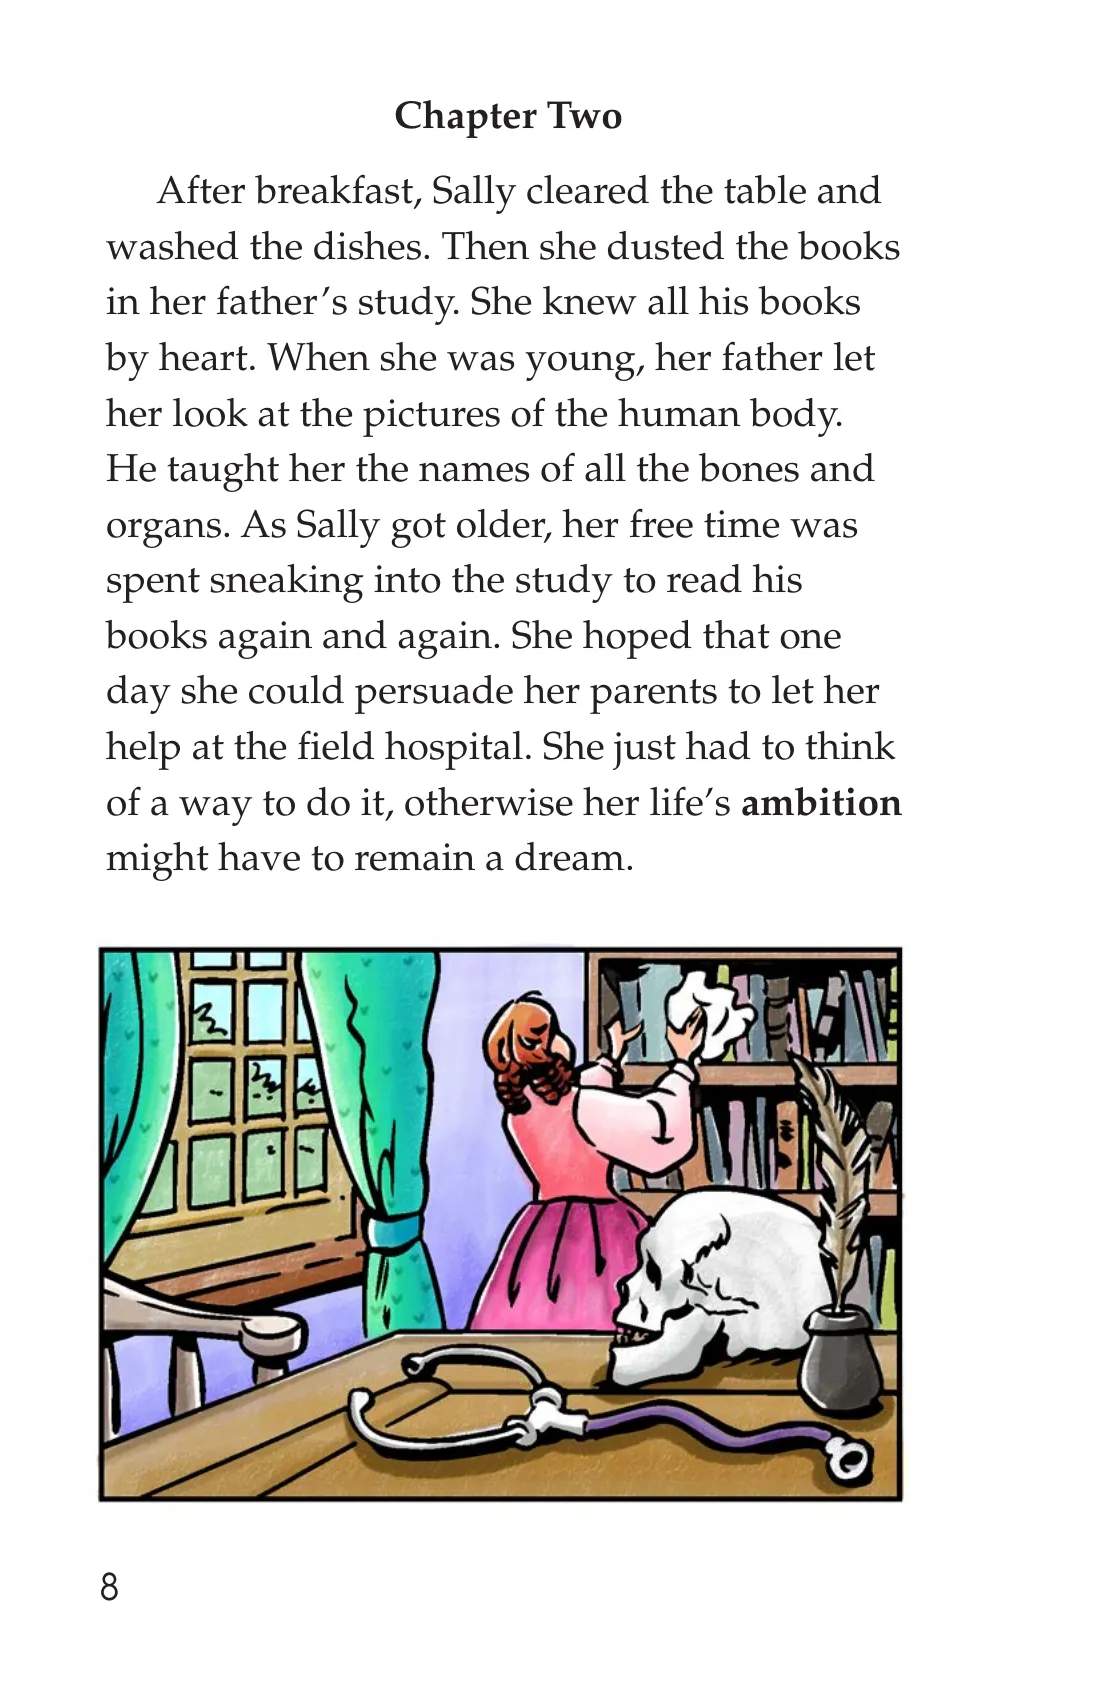 Chapter Two
After breakfast, Sally cleared the table and
washed the dishes. Then she dusted the books
in her father’s study. She knew all his books
by heart. When she was young, her father let
her look at the pictures of the human body.
He taught her the names of all the bones and
organs. As Sally got older, her free time was
spent sneaking into the study to read his
books again and again. She hoped that one
day she could persuade her parents to let her
help at the field hospital. She just had to think
of a way to do it, otherwise her life’s ambition
might have to remain a dream.
8